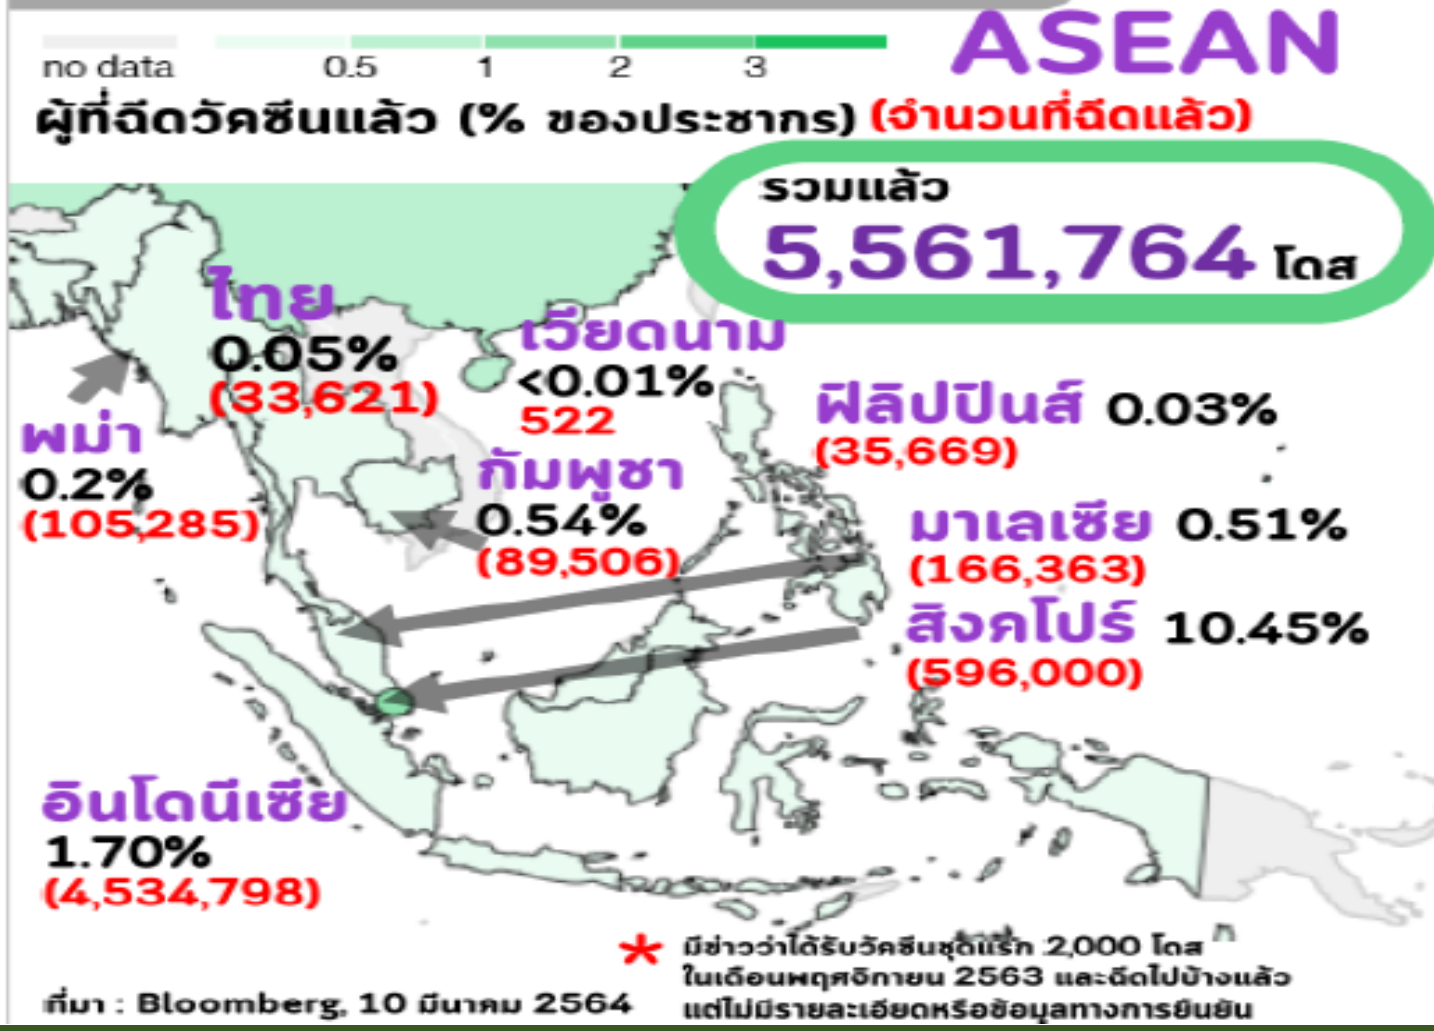 ASEAN
no data 0.5 1 2 3
ผู้ที่ฉีดวัคซีนแล้ว (% ของประชากร) (จำนวนที่ฉีดแล้ว)
รวมแล้ว
5,561,764 โดส
ไทย
0.05%
(33,621)
เวียดนาม
<0.01%
522
ฟิลิปปินส์ 0.03%
(35,669)
พม่า
0.2%
(105,285)
กัมพูชา
0.54%
(89,506)
มาเลเซีย 0.51%
(166,363)
สิงคโปร์ 10.45%
(596,000)
อินโดนีเซีย
1.70%
(4,534,798)
* มีข่าวว่าได้รับวัคซีนชุดแรก 2,000 โดส
ในเดือนพฤศจิกายน 2563 และฉีดไปบ้างแล้ว
แต่ไม่มีรายละเอียดหรือข้อมูลทางการยืนยัน
ที่มา : Bloomberg, 10 มีนาคม 2564